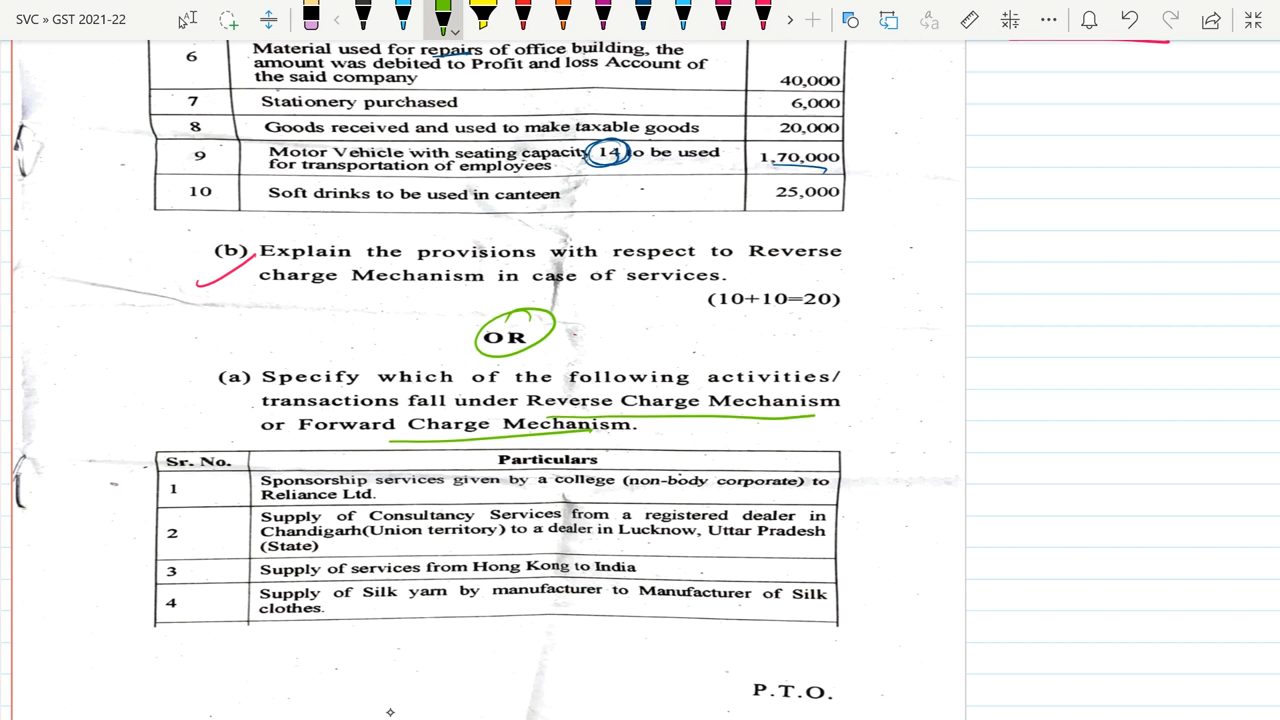 SVC » GST 2021-22
6 Material used for repairs of office building, the
amount was debited to Profit and loss Account of
the said company 40,000
7 Stationery purchased 6,000
8 Goods received and used to make taxable goods 20,000
9 Motor Vehicle with seating capacity 14 to be used
for transportation of employees 1,70,000
10 Soft drinks to be used in canteen 25,000
(b) Explain the provisions with respect to Reverse
charge Mechanism in case of services.
(10+10=20)
OR
(a) Specify which of the following activities/
transactions fall under Reverse Charge Mechanism
or Forward Charge Mechanism.
Sr. No. Particulars
1 Sponsorship services given by a college (non-body corporate) to
Reliance Ltd.
2 Supply of Consultancy Services from a registered dealer in
Chandigarh(Union territory) to a dealer in Lucknow, Uttar Pradesh
(State)
3 Supply of services from Hong Kong to India
4 Supply of Silk yarn by manufacturer to Manufacturer of Silk
clothes.
P.T.O.